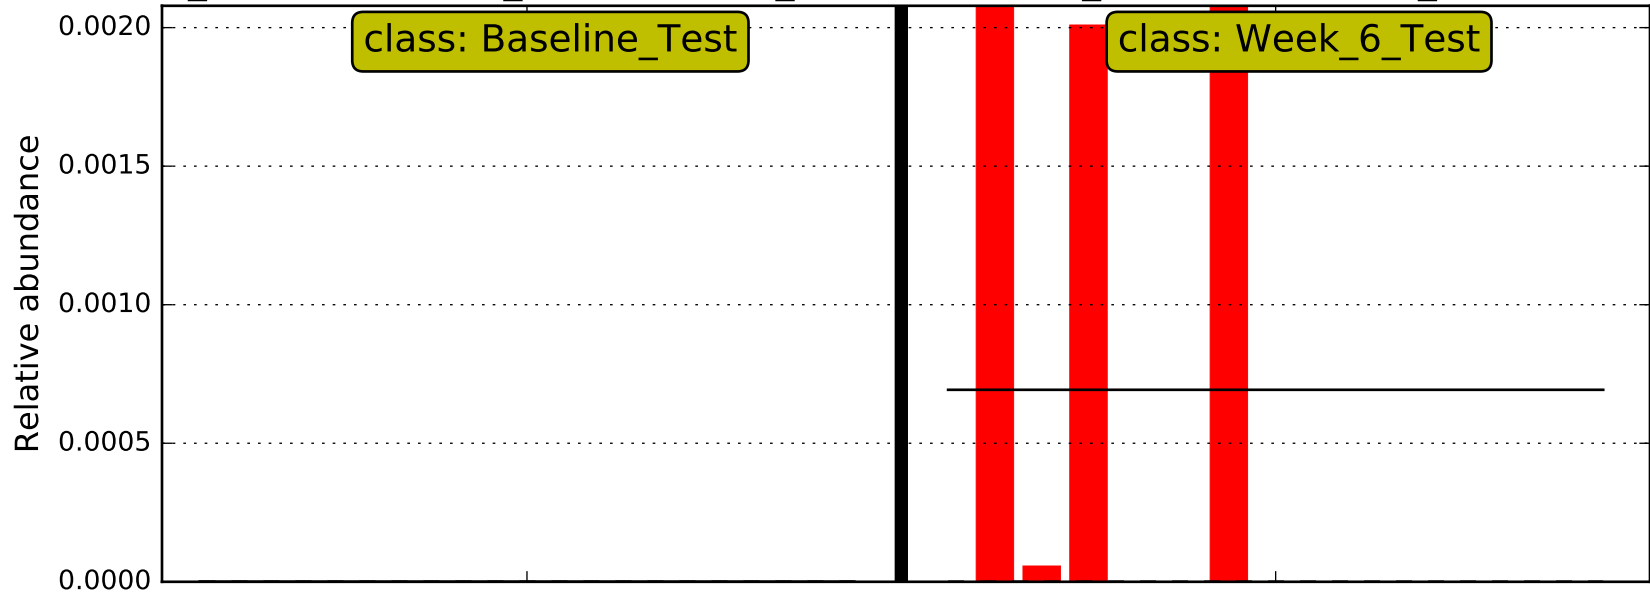 class: Baseline_Test
class: Week_6_Test
Relative abundance
0.0020
0.0015
0.0010
0.0005
0.0000